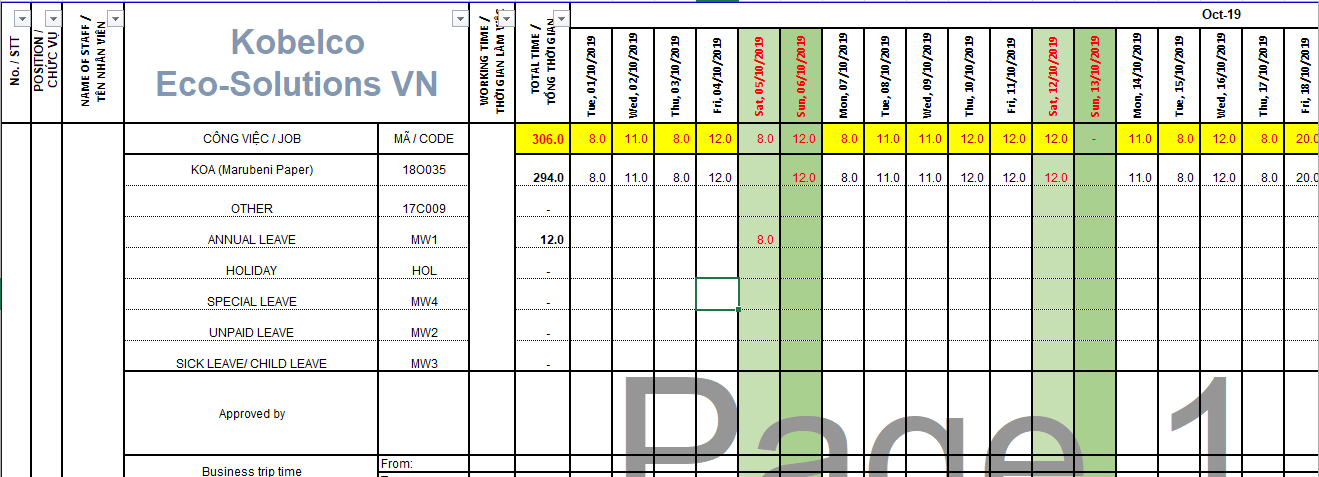 Oct-19
No. / STT
POSITION /
CHỨC VỤ
NAME OF STAFF /
TÊN NHÂN VIÊN
Kobelco
Eco-Solutions VN
WORKING TIME /
THỜI GIAN LÀM VIỆC
TOTAL TIME /
TỔNG THỜI GIAN
Tue, 01/10/2019
Wed, 02/10/2019
Thu, 03/10/2019
Fri, 04/10/2019
Sat, 05/10/2019
Sun, 06/10/2019
Mon, 07/10/2019
Tue, 08/10/2019
Wed, 09/10/2019
Thu, 10/10/2019
Fri, 11/10/2019
Sat, 12/10/2019
Sun, 13/10/2019
Mon, 14/10/2019
Tue, 15/10/2019
Wed, 16/10/2019
Thu, 17/10/2019
Fri, 18/10/2019
CÔNG VIỆC / JOB MÃ / CODE 306.0 8.0 11.0 8.0 12.0 8.0 12.0 8.0 11.0 11.0 12.0 12.0 12.0 - 11.0 8.0 12.0 8.0 20.0
KOA (Marubeni Paper) 18O035 294.0 8.0 11.0 8.0 12.0 12.0 8.0 11.0 11.0 12.0 12.0 12.0 11.0 8.0 12.0 8.0 20.0
OTHER 17C009 -
ANNUAL LEAVE MW1 12.0 8.0
HOLIDAY HOL -
SPECIAL LEAVE MW4 -
UNPAID LEAVE MW2 -
SICK LEAVE/ CHILD LEAVE MW3 -
Approved by
Page 1
Business trip time From: